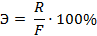 Э = R/F · 100%